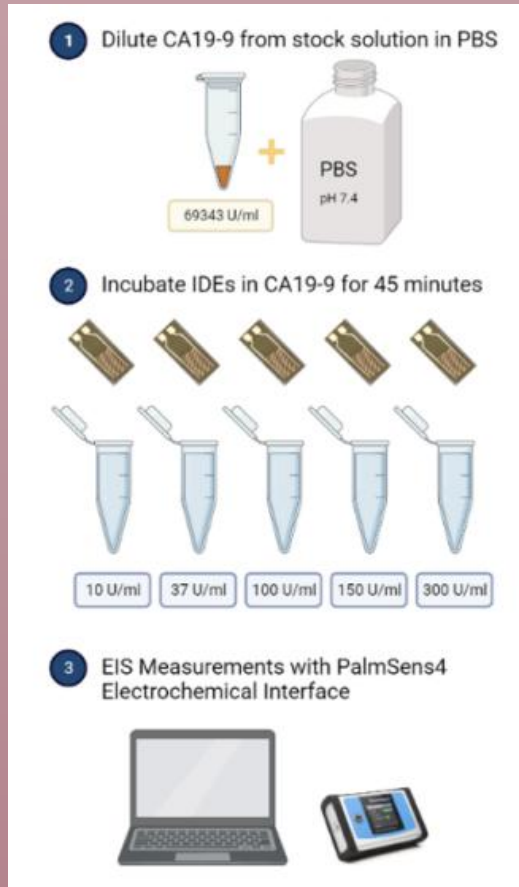 1 Dilute CA19-9 from stock solution in PBS
PBS
pH 7.4
69343 U/ml
2 Incubate IDEs in CA19-9 for 45 minutes
10 U/ml 37 U/ml 100 U/ml 150 U/ml 300 U/ml
3 EIS Measurements with PalmSens4
Electrochemical Interface